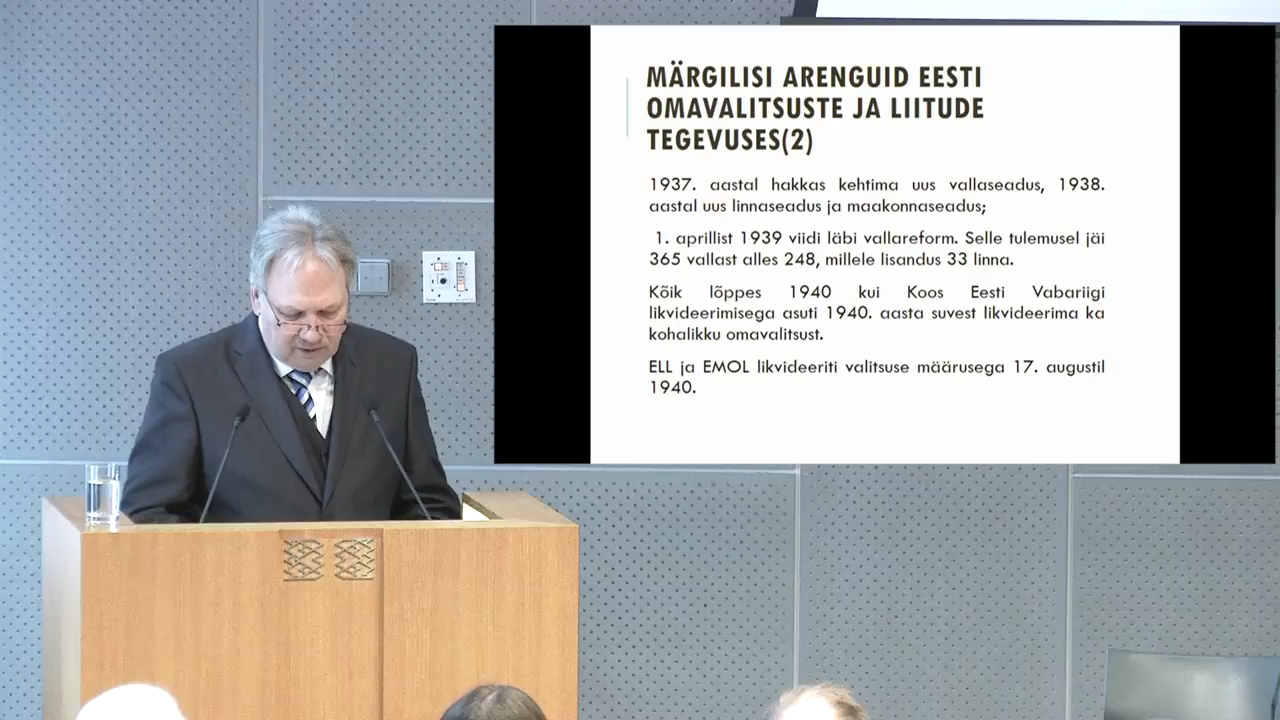 MÄRGILISI ARENGUID EESTI
OMAVALITSUSTE JA LIITUDE
TEGEVUSES(2)
1937. aastal hakkas kehtima uus vallaseadus, 1938.
aastal uus linnaseadus ja maakonnaseadus;
1. aprillist 1939 viidi läbi vallareform. Selle tulemusel jäi
365 vallast alles 248, millele lisandus 33 linna.
Kõik lõppes 1940 kui Koos Eesti Vabariigi
likvideerimisega asuti 1940. aasta suvest likvideerima ka
kohalikku omavalitsust.
ELL ja EMOL likvideeriti valitsuse määrusega 17. augustil
1940.